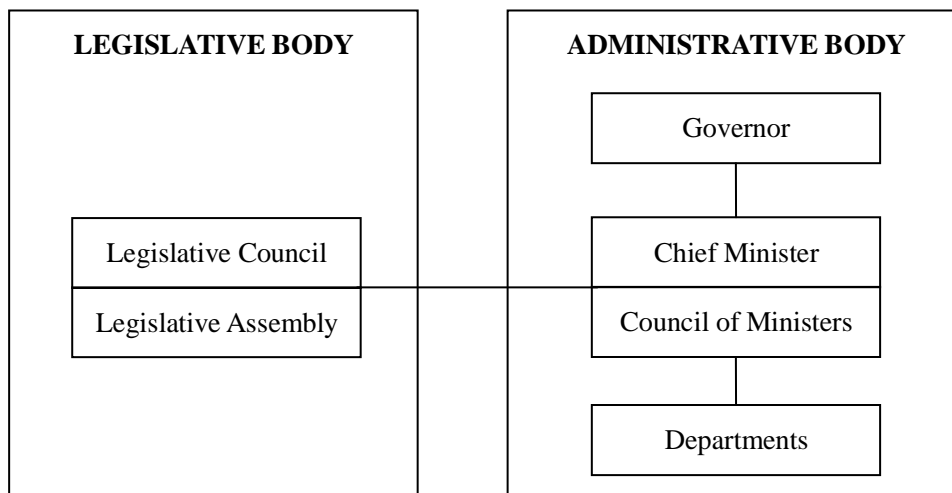 LEGISLATIVE BODY
Legislative Council
Legislative Assembly
ADMINISTRATIVE BODY
Governor
Chief Minister
Council of Ministers
Departments